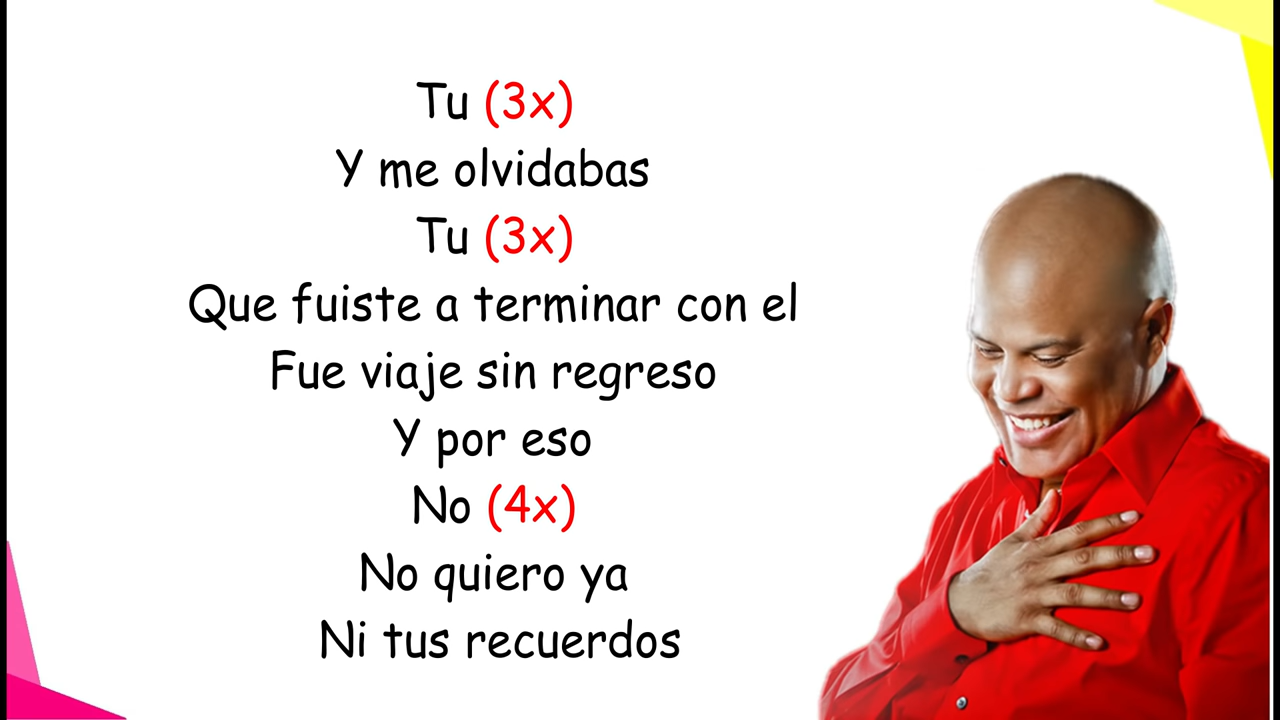 Tu (3x)
Y me olvidabas
Tu (3x)
Que fuiste a terminar con el
Fue viaje sin regreso
Y por eso
No (4x)
No quiero ya
Ni tus recuerdos